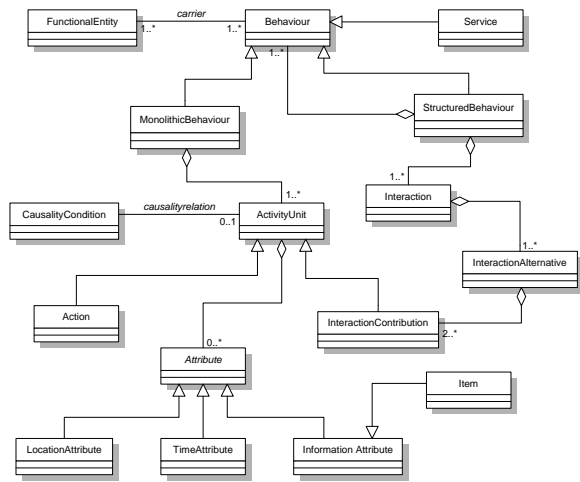 FunctionalEntity
carrier
1..*
1..*
Behaviour
1..*
Service
MonolithicBehaviour
StructuredBehaviour
1..*
Interaction
CausalityCondition
causalityrelation
0..1
1..*
ActivityUnit
1..*
InteractionAlternative
Action
InteractionContribution
2..*
0..*
Attribute
Item
LocationAttribute
TimeAttribute
Information Attribute